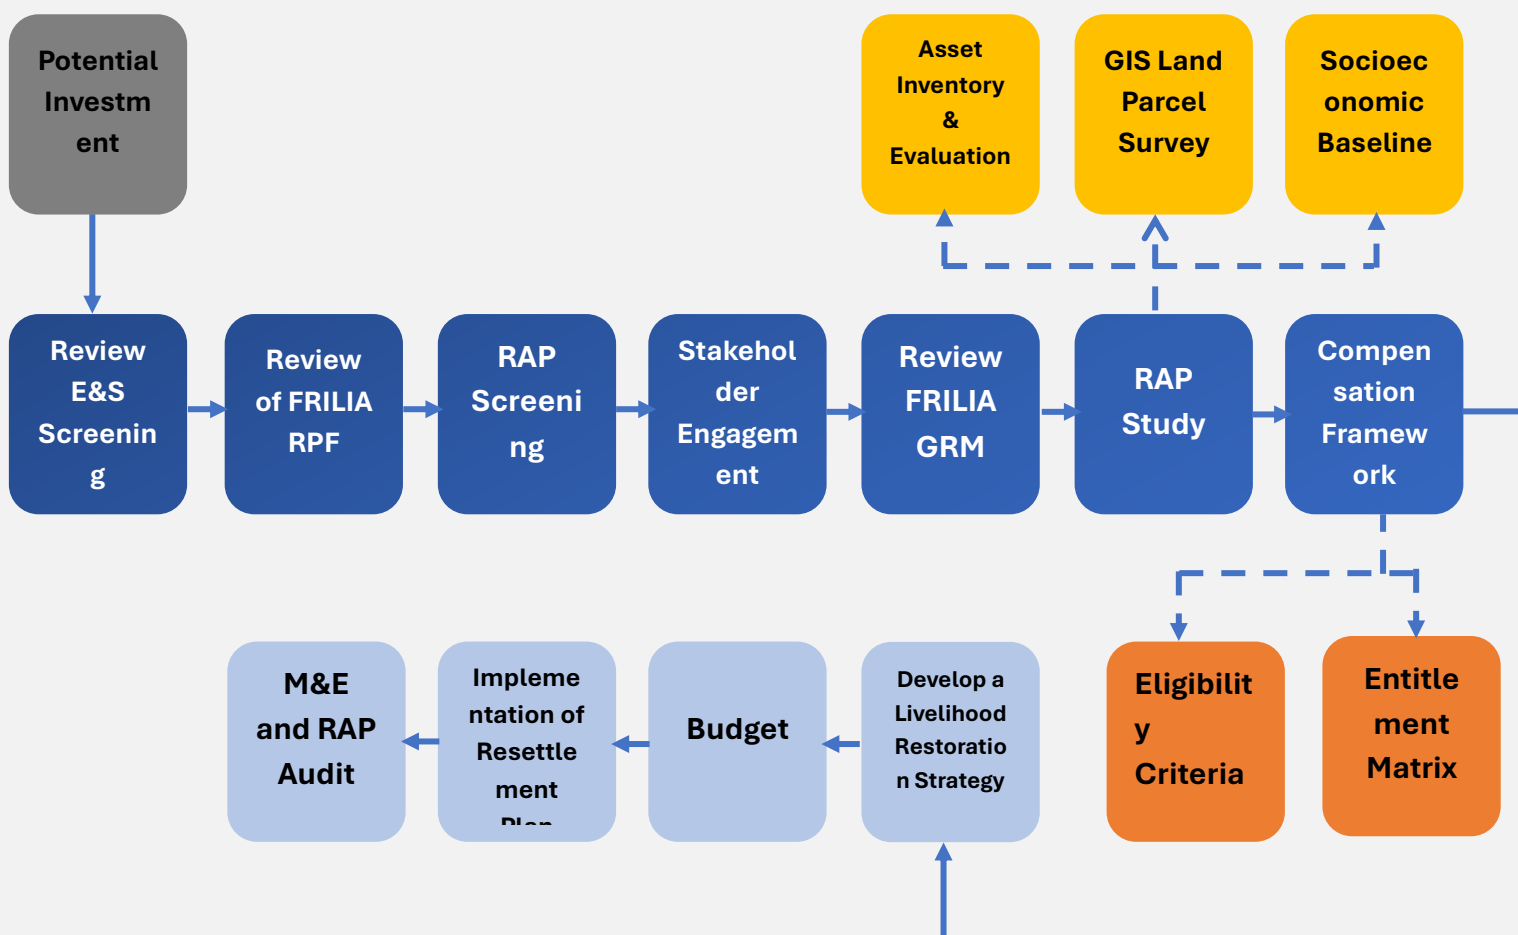 Potential
Investm
ent
Asset
Inventory
&
Evaluation
GIS Land
Parcel
Survey
Socioec
onomic
Baseline
Review
E&S
Screenin
g
Review
of FRILIA
RPF
RAP
Screeni
ng
Stakehol
der
Engagem
ent
Review
FRILIA
GRM
RAP
Study
Compen
sation
Framew
ork
M&E
and RAP
Audit
Impleme
ntation of
Resettle
ment
Plan
Budget
Develop a
Livelihood
Restoratio
n Strategy
Eligibilit
y
Criteria
Entitle
ment
Matrix